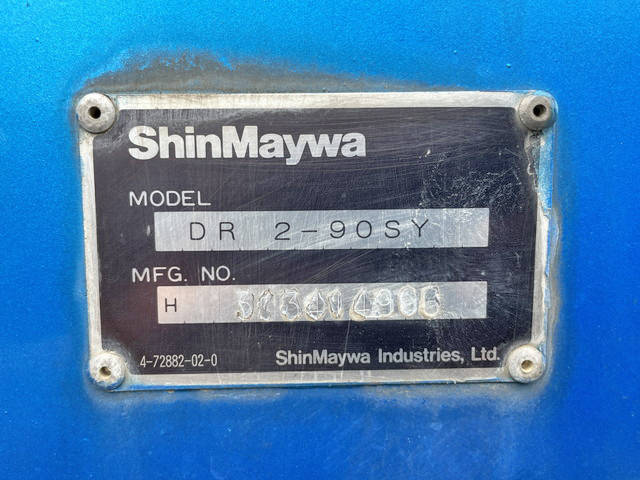 ShinMaywa
MODEL
DR 2-90SY
MFG. NO.
H
4-72882-02-0
ShinMaywa Industries, Ltd.